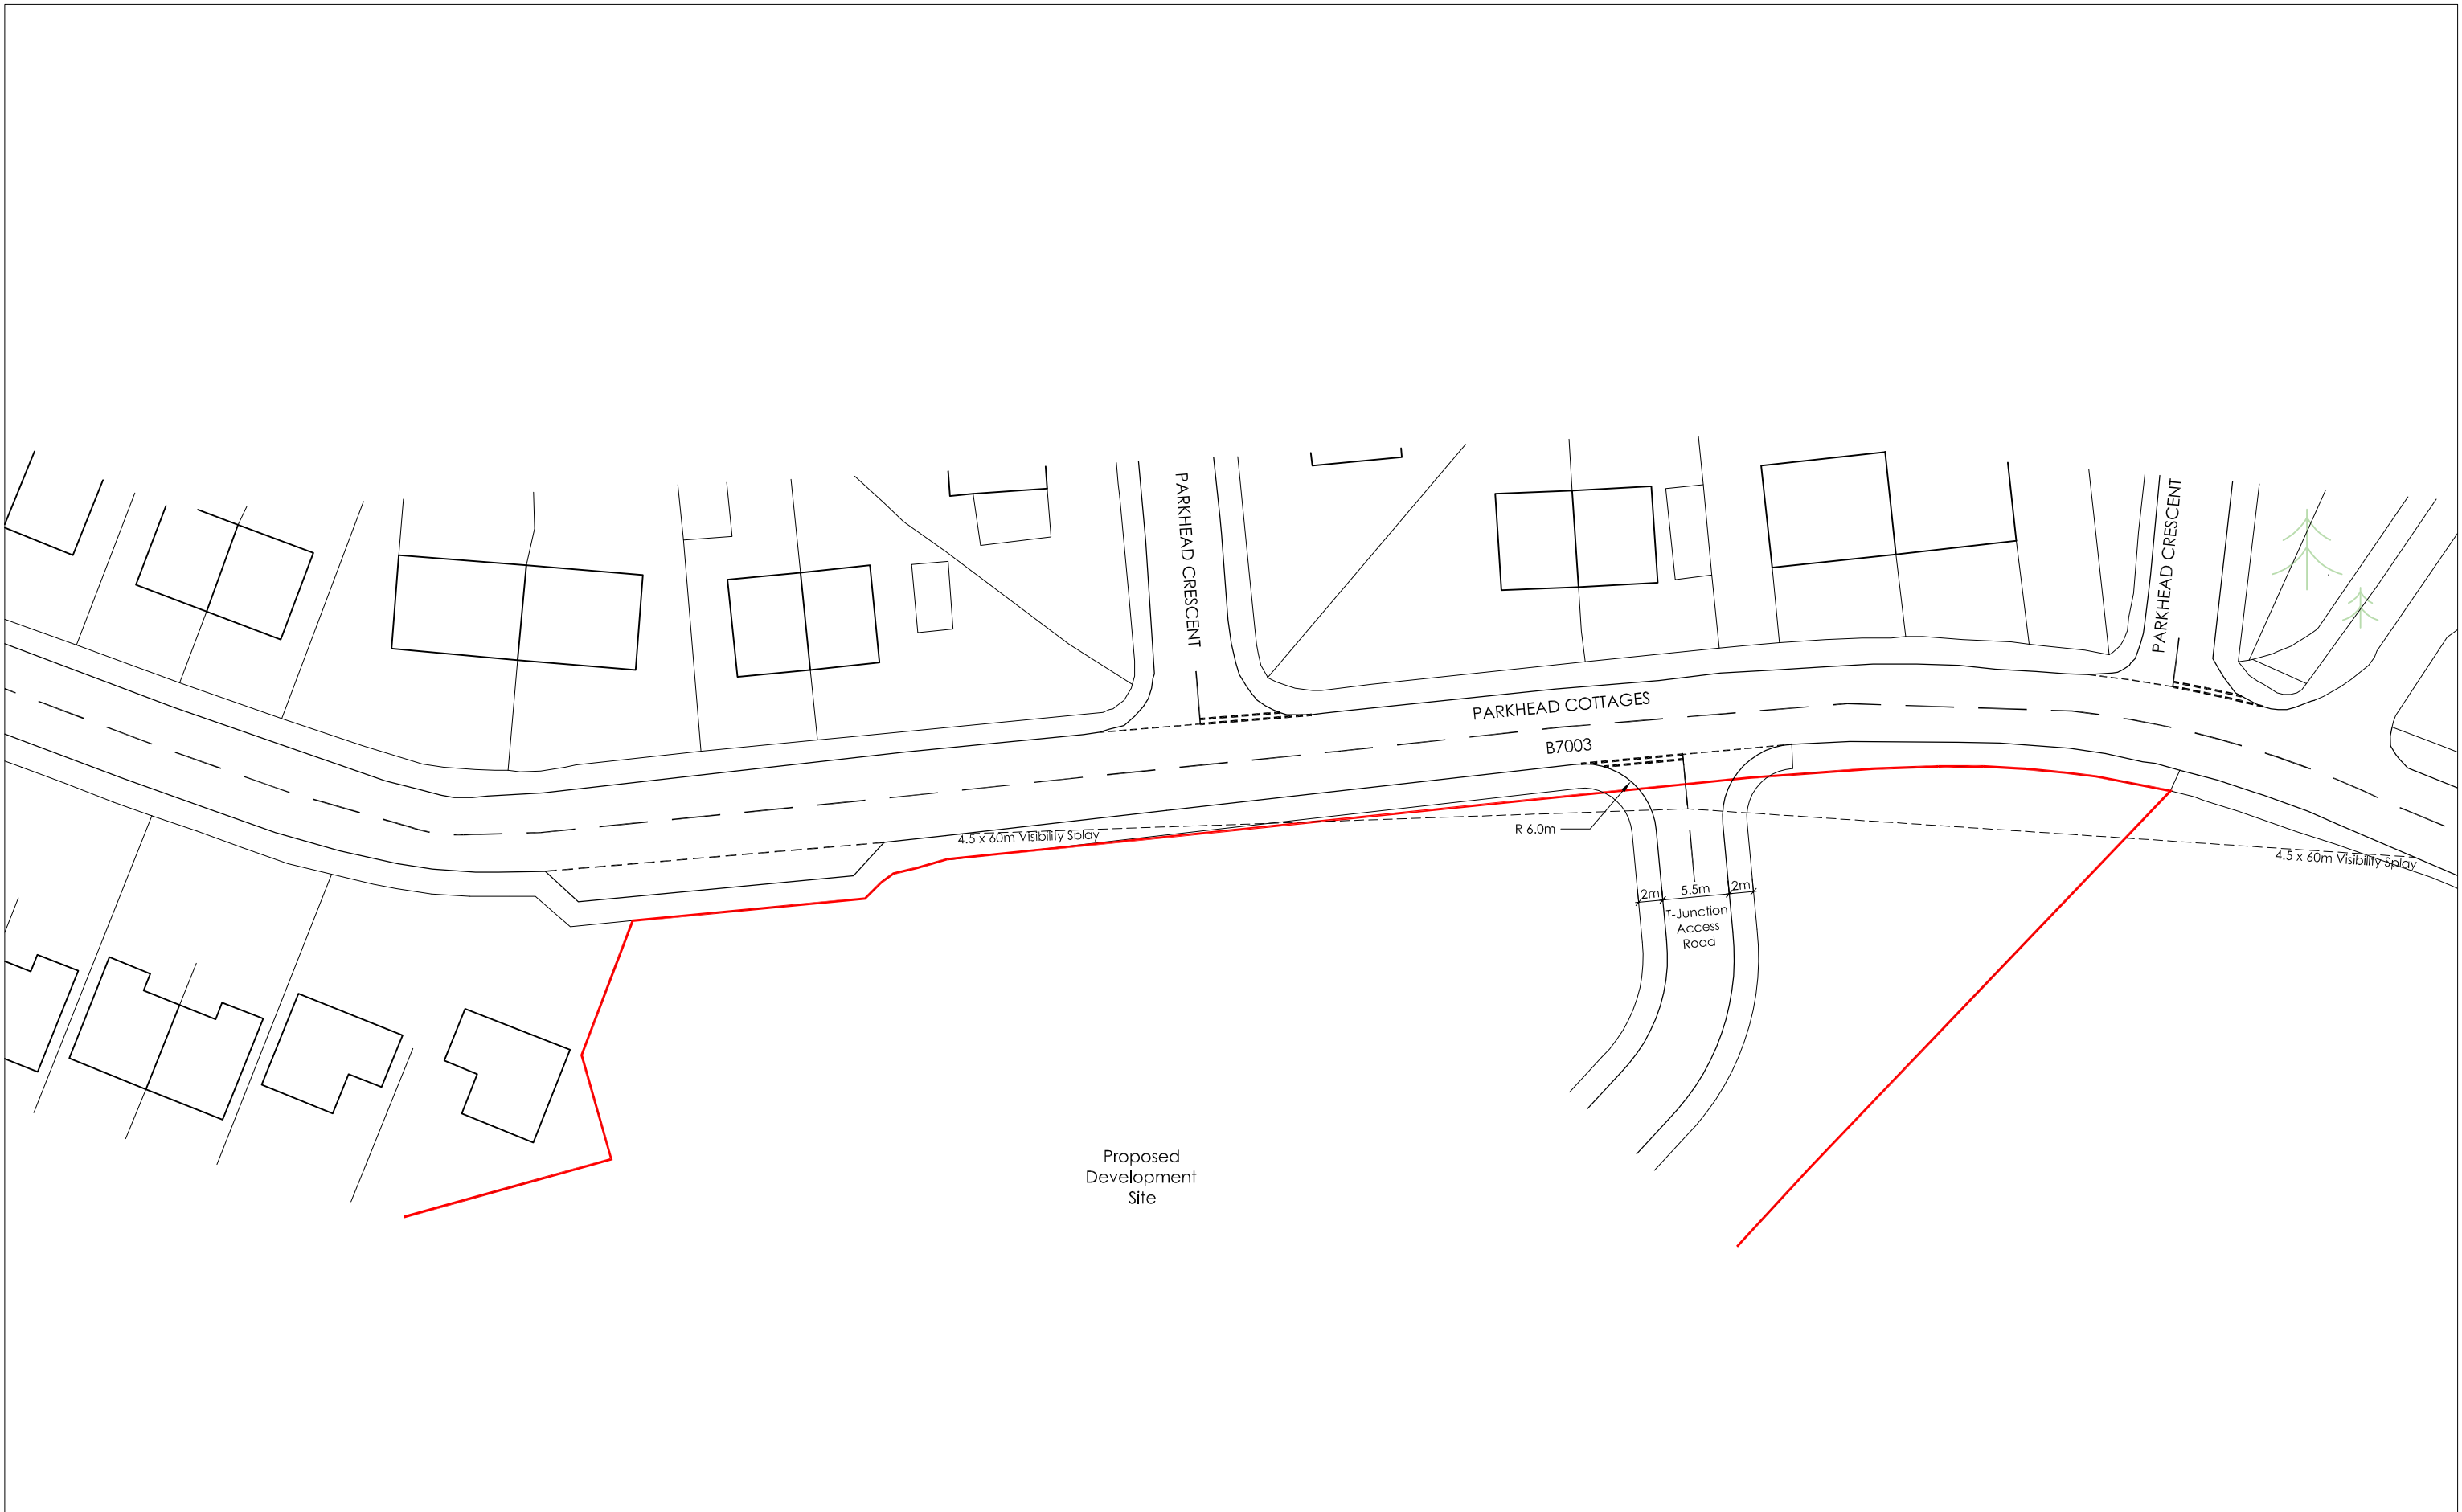 PARKHEAD CRESCENT
PARKHEAD CRESCENT
PARKHEAD COTTAGES
B7003
4.5 x 60m Visibility Splay
R 6.0m
4.5 x 60m Visibility Splay
2m
5.5m
2m
T-Junction
Access
Road
Proposed
Development
Site